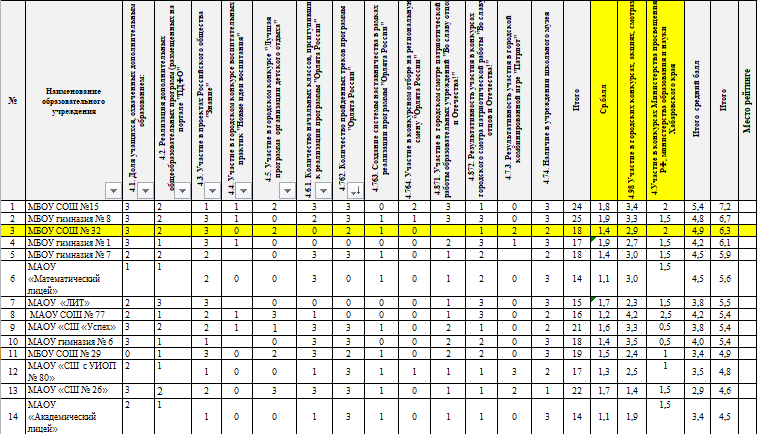 №
Наименование
образовательного
учреждения
4.1. Доля учащихся, охваченных дополнительным
образованием:
4.2. Реализация дополнительных
общеобразовательных программ (размещенных на
портале "ПДФО"
4.3. Участие в проектах Российского общества
"Знание"
4.4. Участие в городском конкурсе воспитательных
практик "Новые идеи воспитания"
4.5. Участие в городском конкурсе "Лучшая
программа организации детского отдыха"
4.6.1. Количество начальных классов, приступивших
к реализации программы "Орлята России"
4.762. Количество пройденных треков программы
"Орлята России"
4.763. Создание системы наставничества в рамках
реализации программы "Орлята России"
4.764. Участие в конкурсном отборе на региональную
смену "Орлята России"
4.871. Участие в городском смотре патриотической
работы образовательных учреждений "Во славу отцов
и Отечества!"
4.872. Результативность участия в конкурсах
городского смотра патриотической работы "Во славу
отцов и Отечества!"
4.7.3. Результативность участия в городской
комбинированной игре "Патриот"
4.74. Наличие в учреждении школьного музея
Итого
Ср балл
4.98 Участие в городских конкурсах, акциях, смотрах
4.Участие в конкурсах Министерства просвещения
РФ, министерства образования и науки
Хабаровского края
Итого средний балл
Итого
Место рейтинге
1 МБОУ СОШ №15 3 2 3 1 2 3 3 0 2 3 1 0 3 24 1,8 3,4 2 5,4 7,2
2 МБОУ гимназия № 8 3 2 3 1 0 2 3 1 1 3 3 0 3 25 1,9 3,3 1,5 4,8 6,7
3 МБОУ СОШ № 32 3 2 3 0 2 0 2 1 0 1 2 2 18 1,4 2,9 2 4,9 6,3
4 МБОУ гимназия № 1 3 1 3 1 0 0 0 0 2 3 1 3 17 1,9 2,7 1,5 4,2 6,1
5 МБОУ гимназия № 7 2 2 2 0 3 3 1 0 1 2 2 18 1,4 3,0 1,5 4,5 5,9
6 МАОУ
«Математический
лицей» 1 1 2 0 0 3 0 1 0 1 2 0 3 14 1,1 3,0 1,5 4,5 5,6
7 МАОУ «ЛИТ» 2 3 3 0 0 0 0 1 3 0 3 15 1,7 2,3 1,5 3,8 5,5
8 МАОУ СОШ № 77 2 1 2 1 3 1 0 0 0 1 3 0 2 16 1,2 4,2 2,5 4,2 5,4
9 МАОУ «СШ «Успех» 3 2 2 1 1 3 3 1 0 2 1 0 2 21 1,6 3,3 0,5 3,8 5,4
10 МАОУ гимназия № 6 3 1 1 0 3 3 0 0 2 2 0 3 18 1,4 3,5 0,5 4,0 5,4
11 МБОУ СОШ № 29 0 1 3 0 2 3 2 1 0 2 2 0 3 19 1,5 2,4 1 3,4 4,9
12 МАОУ «СШ с УИОП
№ 80» 2 1 1 0 0 1 3 1 1 1 1 3 2 17 1,3 2,5 1 3,5 4,8
13 МАОУ «СШ № 26» 3 2 2 0 3 3 3 1 0 1 1 2 1 22 1,7 1,4 1,5 2,9 4,6
14 МАОУ
«Академический
лицей» 2 1 1 0 0 1 3 1 0 1 1 0 3 14 1,1 1,9 1,5 3,4 4,5